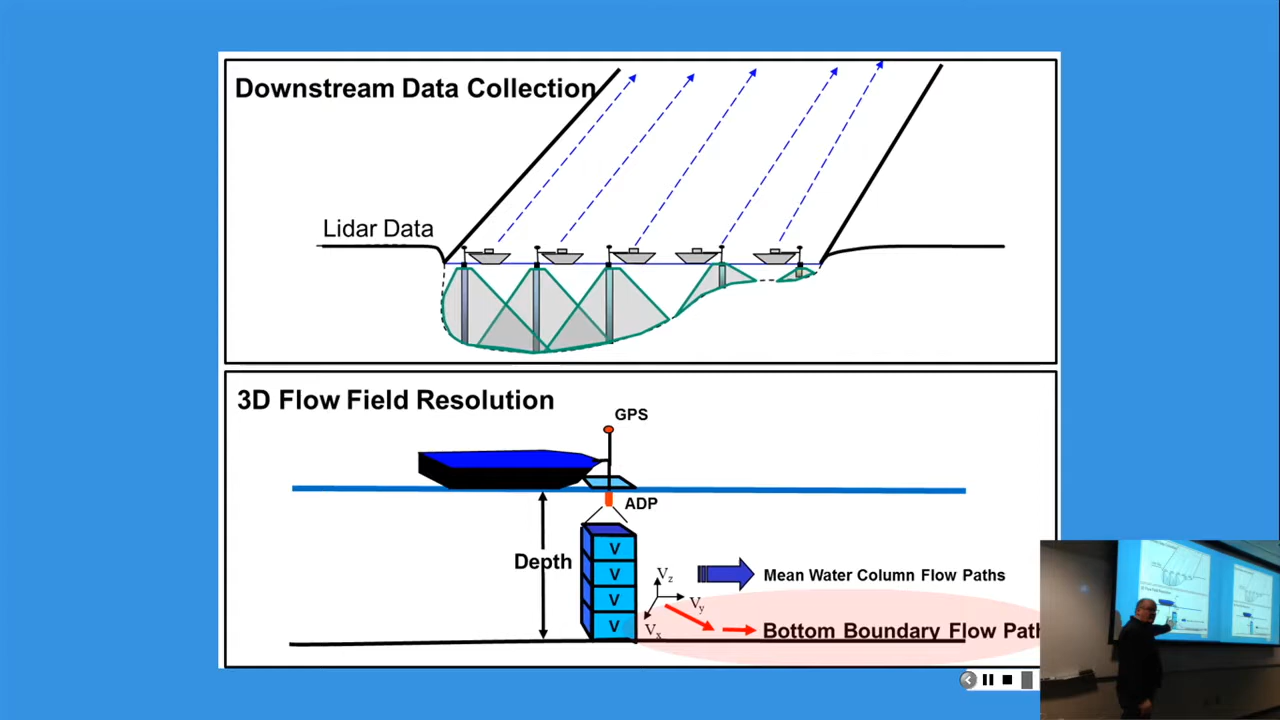 Downstream Data Collection
Lidar Data
3D Flow Field Resolution
GPS
ADP
V
Depth
V
Mean Water Column Flow Paths
Vz
V
Vy
V
Vx
Bottom Boundary Flow Pat